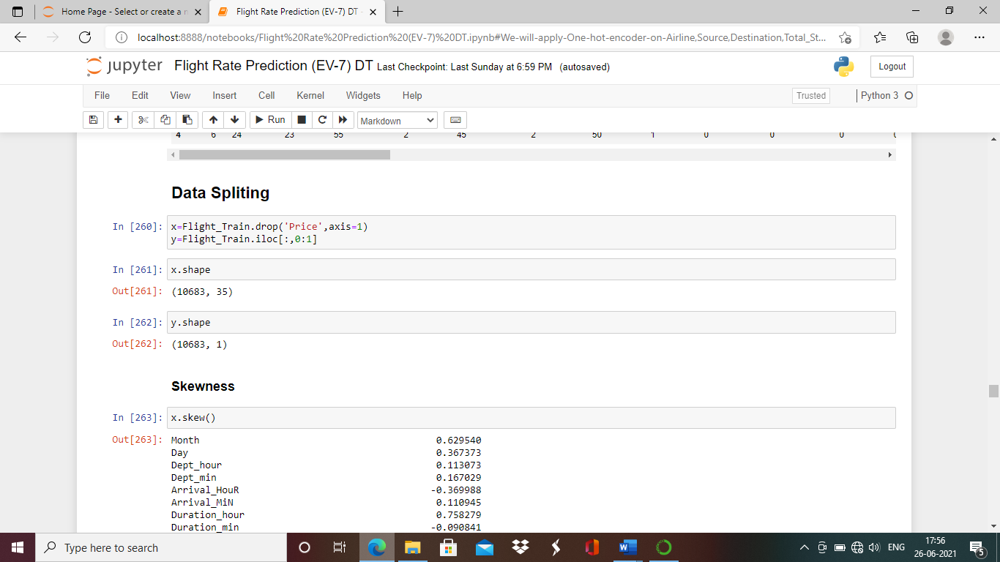 Home Page - Select or create a n
Flight Rate Prediction (EV-7) DT -
localhost:8888/notebooks/Flight%20Rate%20Prediction%20(EV-7)%20DT.ipynb#We-will-apply-One-hot-encoder-on-Airline,Source,Destination,Total_St...
jupyter Flight Rate Prediction (EV-7) DT Last Checkpoint: Last Sunday at 6:59 PM (autosaved)
Logout
File Edit View Insert Cell Kernel Widgets Help
Trusted Python 3
Run Markdown
4 6 24 23 55 2 45 2 50 1 0 0 0
Data Spliting
In [260]: x=Flight_Train.drop('Price',axis=1)
y=Flight_Train.iloc[:,0:1]
In [261]: x.shape
Out[261]: (10683, 35)
In [262]: y.shape
Out[262]: (10683, 1)
Skewness
In [263]: x.skew()
Out[263]: Month 0.629540
Day 0.367373
Dept_hour 0.113073
Dept_min 0.167029
Arrival_HouR -0.369988
Arrival_MiN 0.110945
Duration_hour 0.758279
Duration_min -0.090841
Type here to search
ENG
17:56
26-06-2021
5